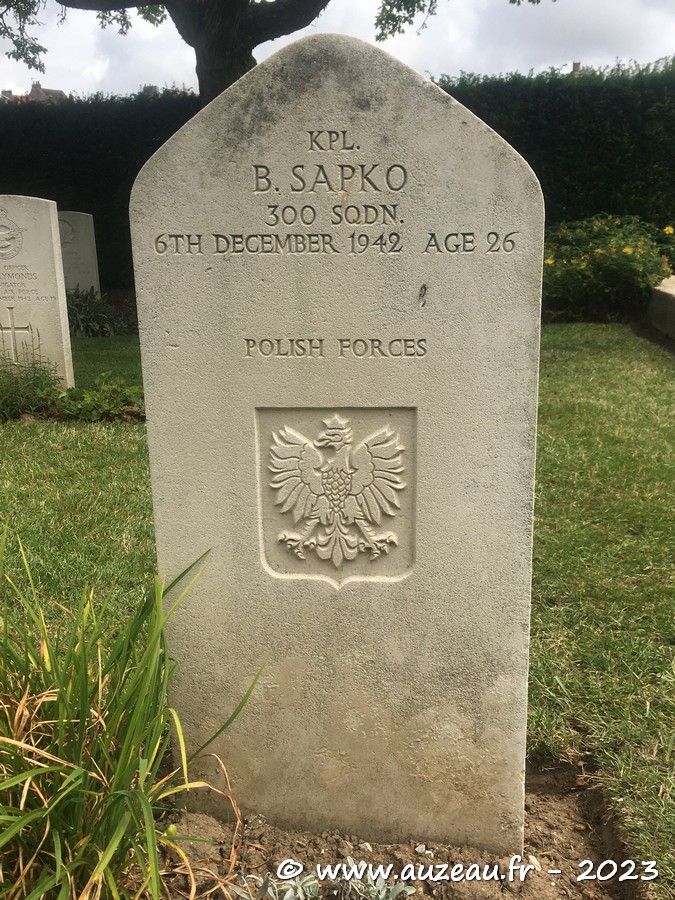 KPL.
B. SAPKO
300 SQDN.
6TH DECEMBER 1942 AGE 26
POLISH FORCES
© www.auzeau.fr - 2023